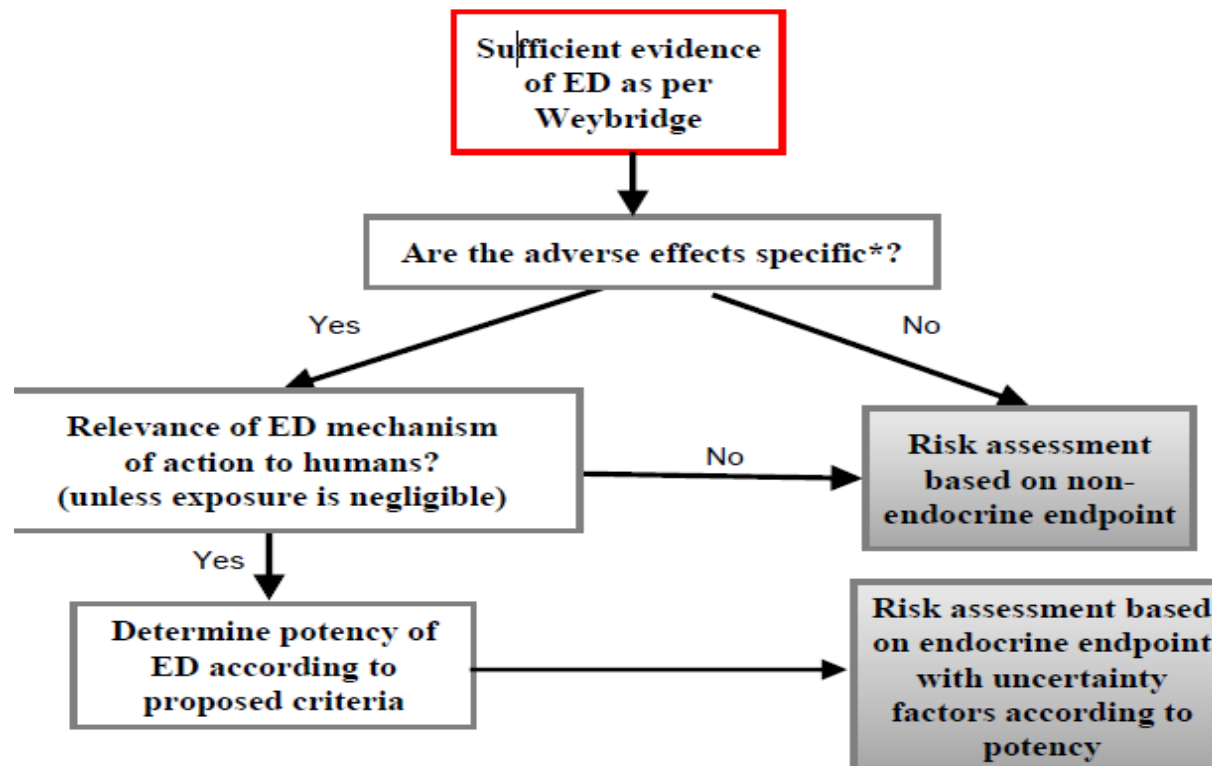 Sufficient evidence
of ED as per
Weybridge
Are the adverse effects specific*?
Yes
No
Relevance of ED mechanism
of action to humans?
(unless exposure is negligible)
No
Risk assessment
based on non-
endocrine endpoint
Yes
Determine potency of
ED according to
proposed criteria
Risk assessment based
on endocrine endpoint
with uncertainty
factors according to
potency